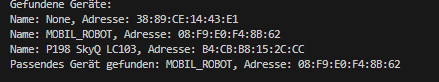 Gefundene Geräte:
Name: None, Adresse: 38:89:CE:14:43:E1
Name: MOBIL_ROBOT, Adresse: 08:F9:E0:F4:8B:62
Name: P198 SkyQ LC103, Adresse: B4:CB:B8:15:2C:CC
Passendes Gerät gefunden: MOBIL_ROBOT, Adresse: 08:F9:E0:F4:8B:62